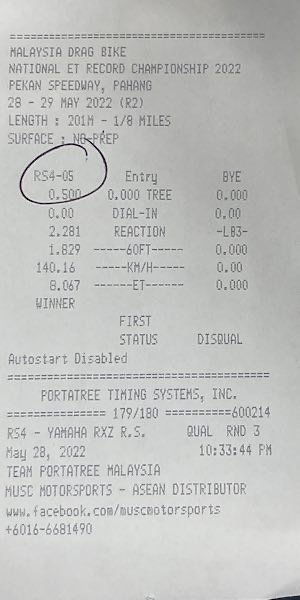 =====================================
MALAYSIA DRAG BIKE
NATIONAL ET RECORD CHAMPIONSHIP 2022
PEKAN SPEEDWAY, PAHANG
28 - 29 MAY 2022 (R2)
LENGTH : 201M - 1/8 MILES
SURFACE : NO-PREP
RS4-05 Entry BYE
0.500 0.000 TREE 0.000
0.00 DIAL-IN 0.00
2.281 REACTION -LB3-
1.829 -----60FT----- 0.000
140.16 -----KM/H----- 0.00
8.067 ------ET------ 0.000
WINNER
FIRST
STATUS DISQUAL
Autostart Disabled
=====================================
PORTATREE TIMING SYSTEMS, INC.
=============== 179/180 ==========600214
RS4 - YAMAHA RXZ R.S. QUAL RND 3
May 28, 2022 10:33:44 PM
TEAM PORTATREE MALAYSIA
MUSC MOTORSPORTS - ASEAN DISTRIBUTOR
www.facebook.com/muscmotorsports
+6016-6681490